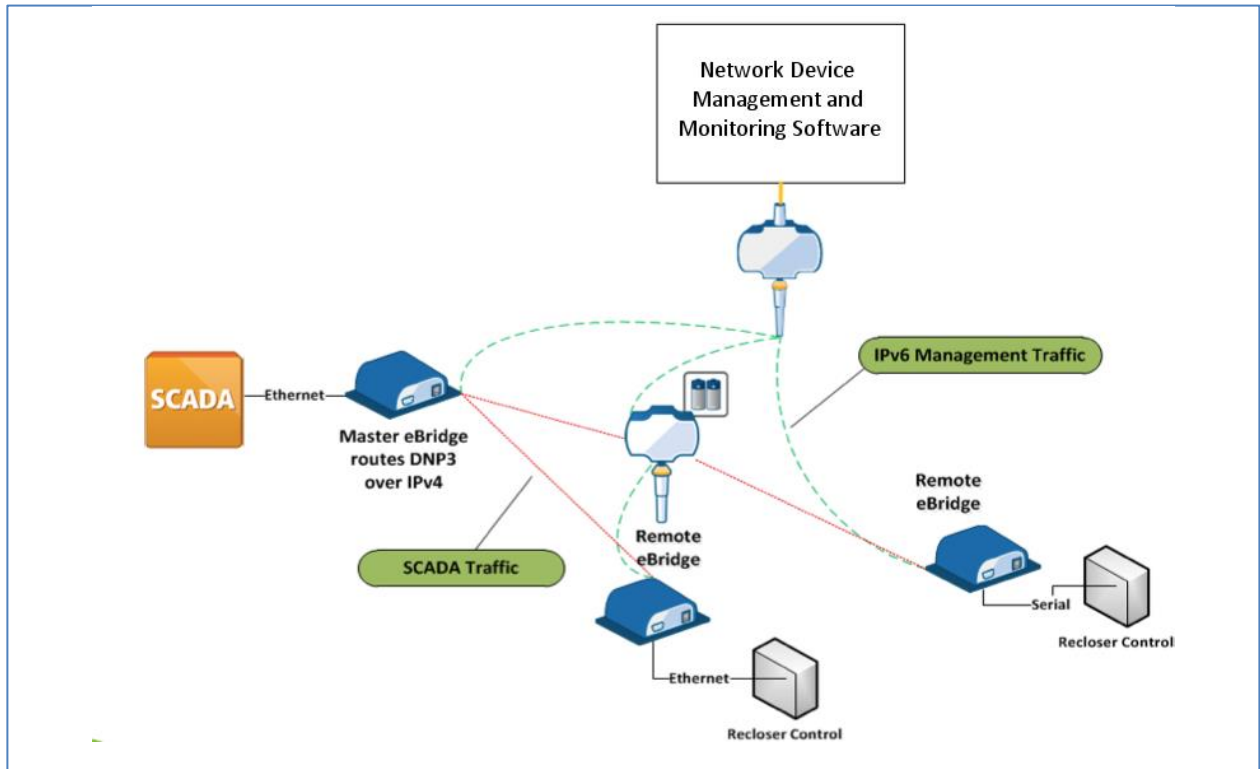 Network Device
Management and
Monitoring Software
IPv6 Management Traffic
SCADA
Ethernet
Master eBridge
routes DNP3
over IPv4
Remote
eBridge
Remote
eBridge
SCADA Traffic
Serial
Recloser Control
Ethernet
Recloser Control